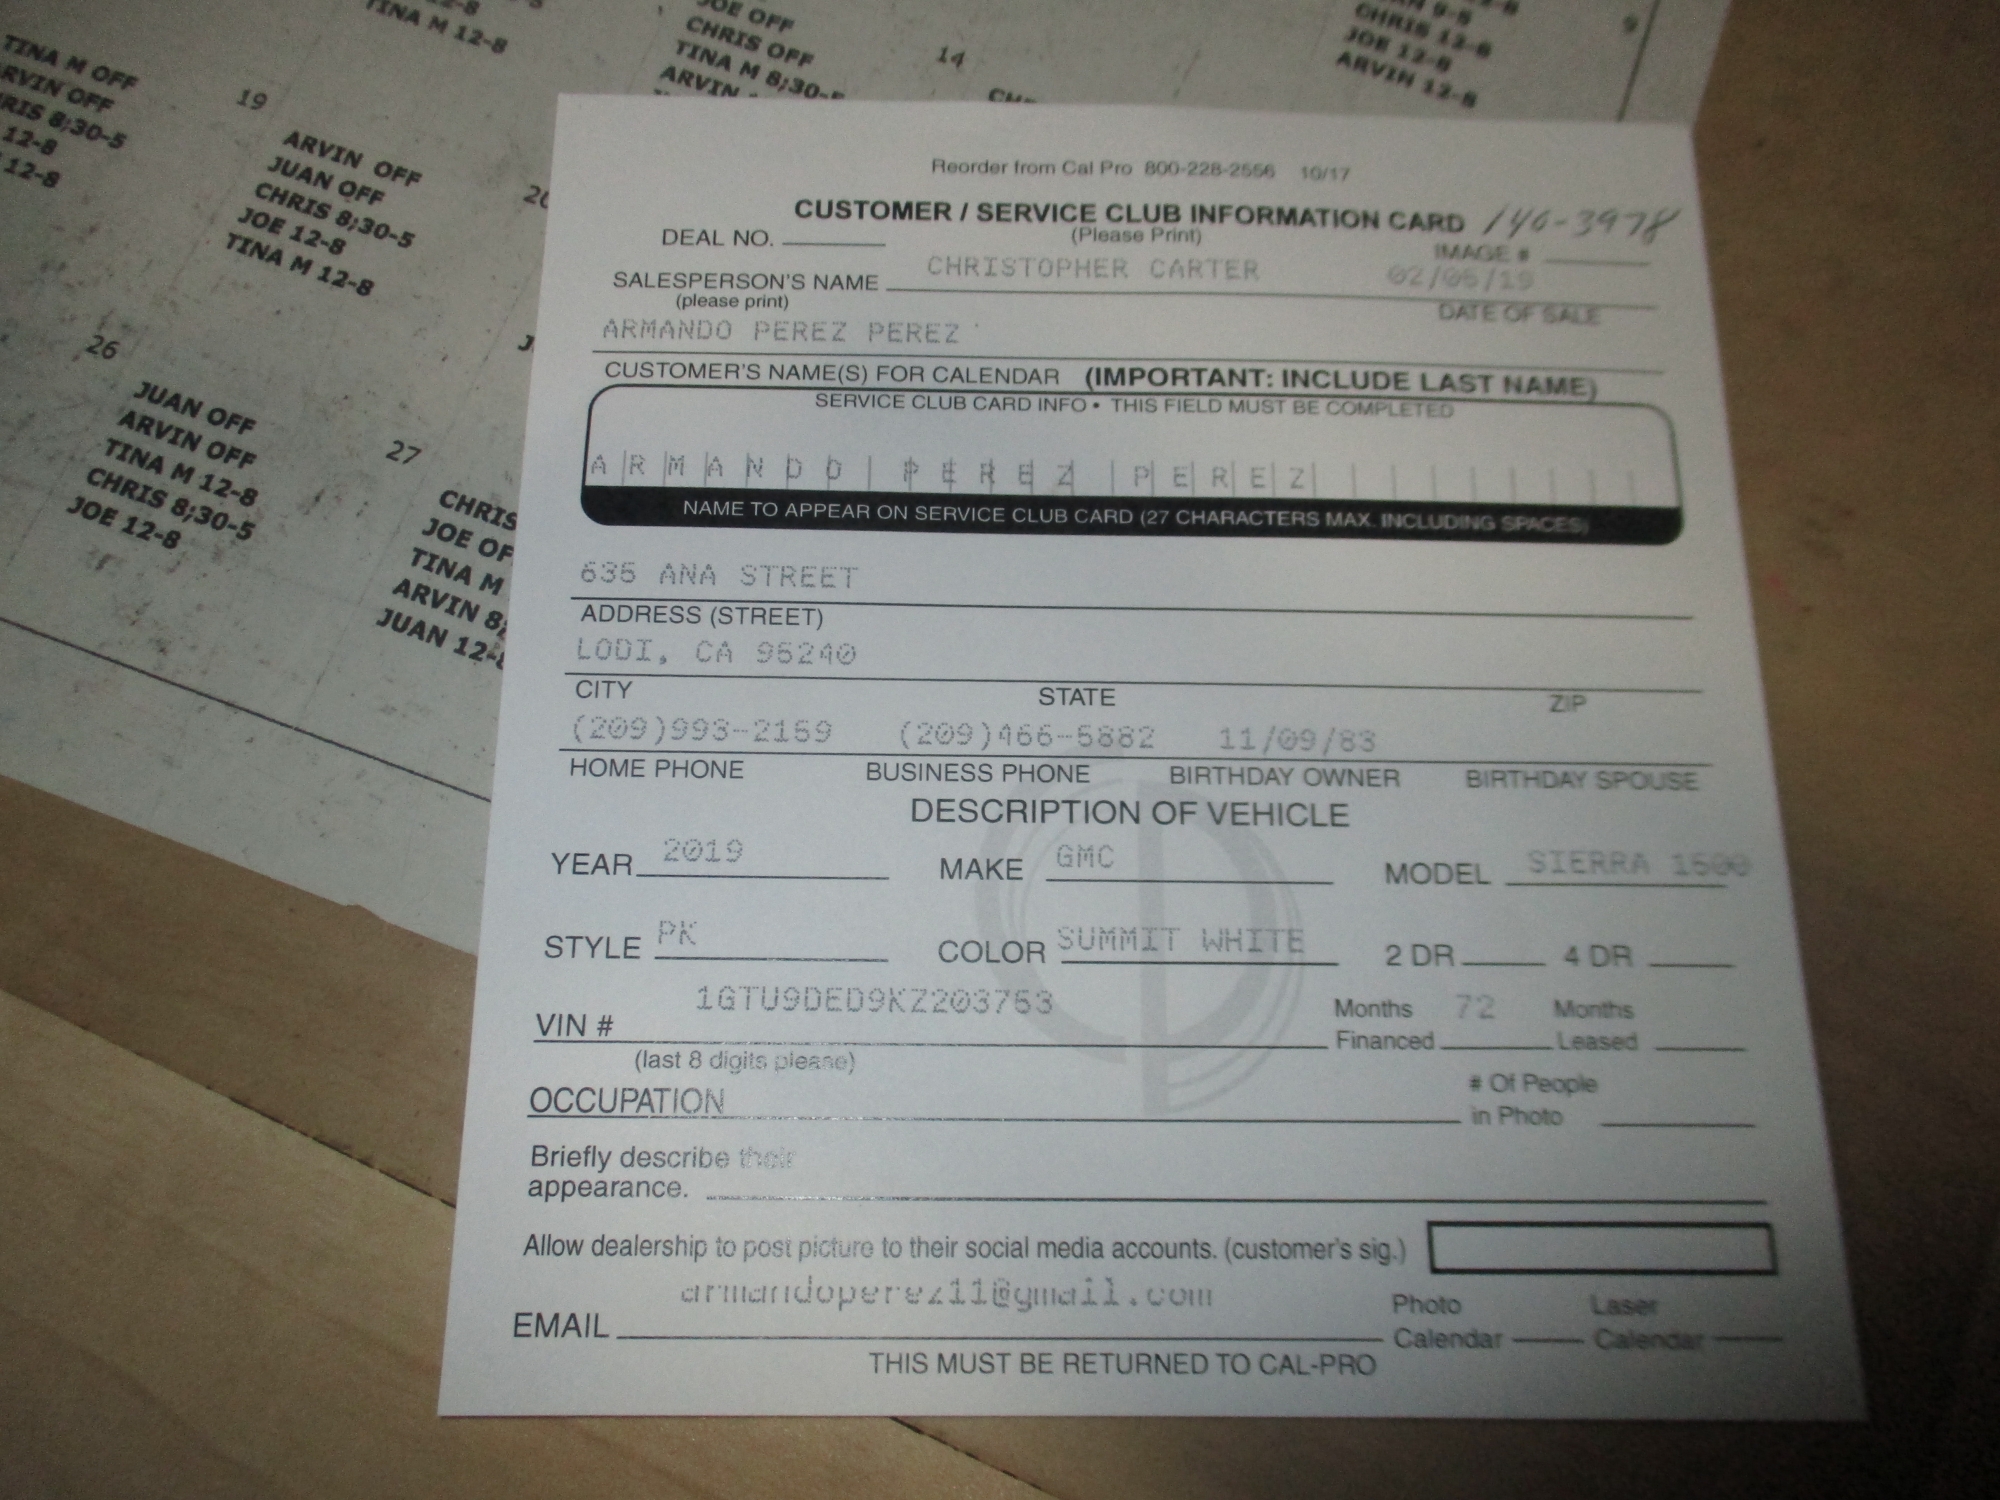 TINA M OFF
ARVIN OFF
CHRIS 8;30-5
12-8
12-8
TINA M 12-8
JOE OFF
CHRIS OFF
TINA M 8;30-5
ARVIN
14
CHRIS 12-8
JOE 12-8
ARVIN 12-8
9
19
ARVIN OFF
JUAN OFF
CHRIS 8;30-5
JOE 12-8
TINA M 12-8
20
26
JUAN OFF
ARVIN OFF
TINA M 12-8
CHRIS 8;30-5
JOE 12-8
27
CHRIS
JOE OF
TINA M
ARVIN 8;
JUAN 12-8
Reorder from Cal Pro 800-228-2556 10/17
CUSTOMER / SERVICE CLUB INFORMATION CARD 140-3978
DEAL NO. (Please Print) IMAGE #
SALESPERSON'S NAME CHRISTOPHER CARTER 02/05/19
(please print) DATE OF SALE
ARMANDO PEREZ PEREZ
CUSTOMER'S NAME(S) FOR CALENDAR (IMPORTANT: INCLUDE LAST NAME)
SERVICE CLUB CARD INFO • THIS FIELD MUST BE COMPLETED
ARMANDO PEREZ PEREZ
NAME TO APPEAR ON SERVICE CLUB CARD (27 CHARACTERS MAX. INCLUDING SPACES)
635 ANA STREET
ADDRESS (STREET)
LODI, CA 95240
CITY STATE ZIP
(209)993-2159 (209)466-5882 11/09/83
HOME PHONE BUSINESS PHONE BIRTHDAY OWNER BIRTHDAY SPOUSE
DESCRIPTION OF VEHICLE
YEAR 2019 MAKE GMC MODEL SIERRA 1500
STYLE PK COLOR SUMMIT WHITE 2 DR 4 DR
VIN # 1GTU9DED9KZ203753 Months Financed 72 Months Leased
(last 8 digits please)
OCCUPATION # Of People in Photo
Briefly describe their
appearance.
Allow dealership to post picture to their social media accounts. (customer's sig.)
EMAIL armandoperez11@gmail.com Photo Calendar Laser Calendar
THIS MUST BE RETURNED TO CAL-PRO